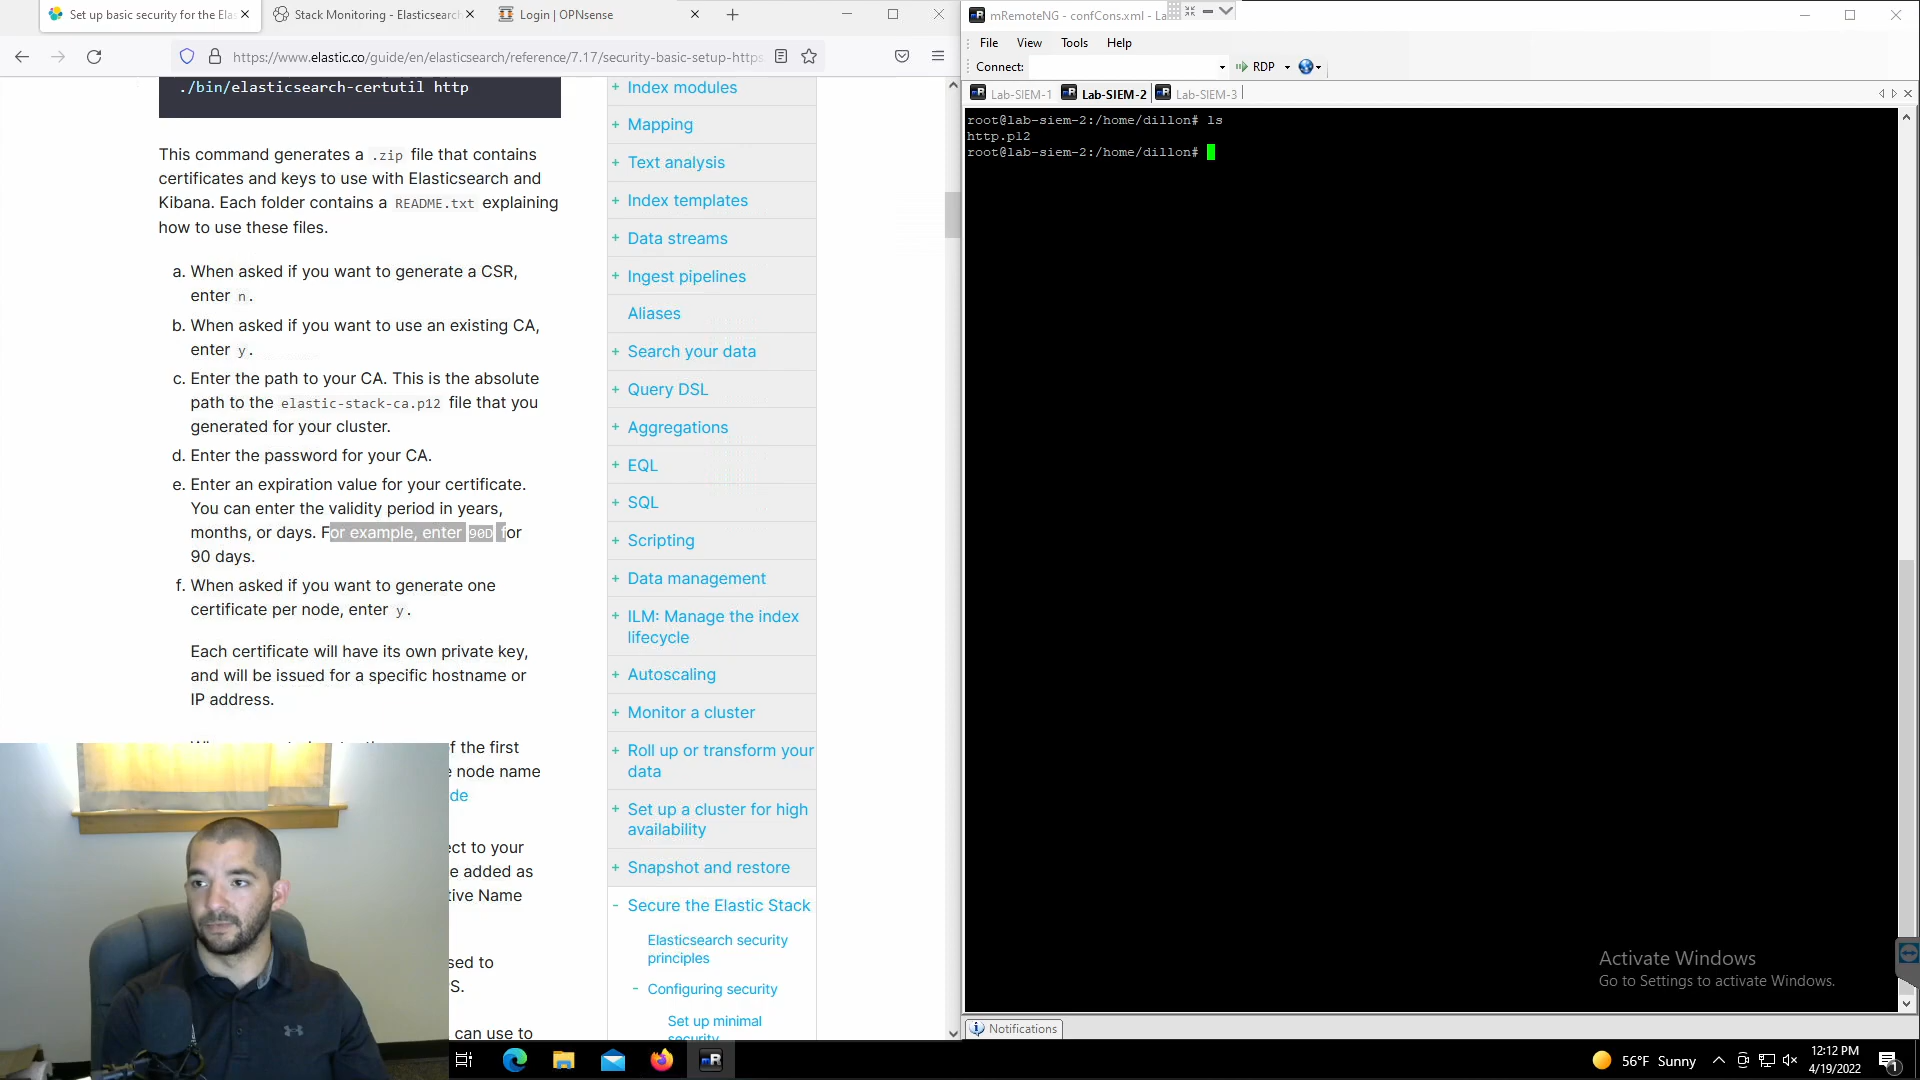 Set up basic security for the Elas
Stack Monitoring - Elasticsearch
Login | OPNsense
https://www.elastic.co/guide/en/elasticsearch/reference/7.17/security-basic-setup-https
./bin/elasticsearch-certutil http
This command generates a .zip file that contains
certificates and keys to use with Elasticsearch and
Kibana. Each folder contains a README.txt explaining
how to use these files.
a. When asked if you want to generate a CSR,
enter n.
b. When asked if you want to use an existing CA,
enter y.
c. Enter the path to your CA. This is the absolute
path to the elastic-stack-ca.p12 file that you
generated for your cluster.
d. Enter the password for your CA.
e. Enter an expiration value for your certificate.
You can enter the validity period in years,
months, or days. For example, enter 90D for
90 days.
f. When asked if you want to generate one
certificate per node, enter y.
Each certificate will have its own private key,
and will be issued for a specific hostname or
IP address.
f the first
e node name
de
ect to your
e added as
tive Name
sed to
S.
can use to
+ Index modules
+ Mapping
+ Text analysis
+ Index templates
+ Data streams
+ Ingest pipelines
Aliases
+ Search your data
+ Query DSL
+ Aggregations
+ EQL
+ SQL
+ Scripting
+ Data management
+ ILM: Manage the index
lifecycle
+ Autoscaling
+ Monitor a cluster
+ Roll up or transform your
data
+ Set up a cluster for high
availability
+ Snapshot and restore
- Secure the Elastic Stack
Elasticsearch security
principles
- Configuring security
Set up minimal
security
mRemoteNG - confCons.xml - La
File View Tools Help
Connect: RDP
Lab-SIEM-1 Lab-SIEM-2 Lab-SIEM-3
root@lab-siem-2:/home/dillon# ls
http.p12
root@lab-siem-2:/home/dillon#
Activate Windows
Go to Settings to activate Windows.
Notifications
56°F Sunny
12:12 PM
4/19/2022
1